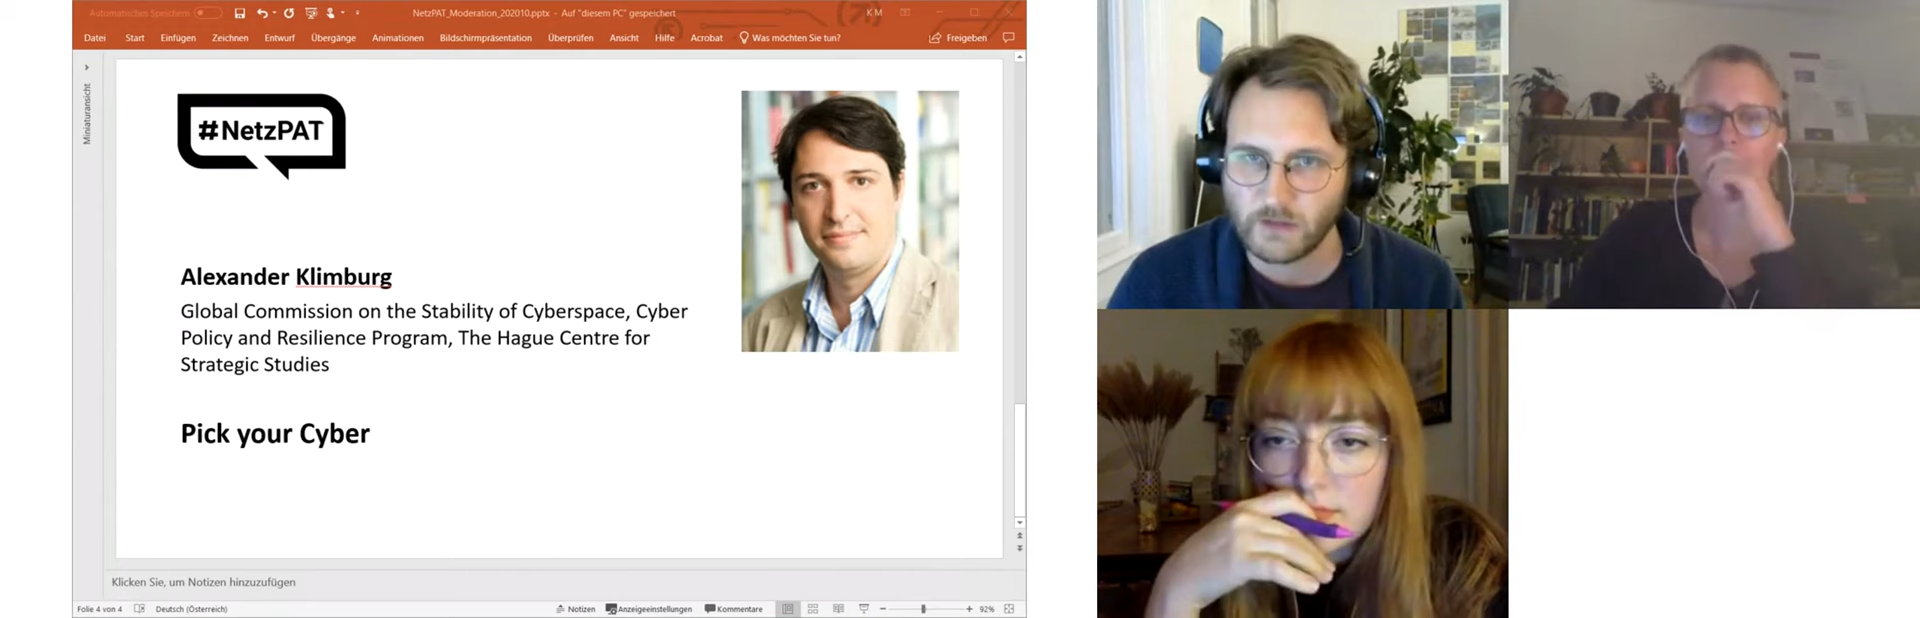 Automatisches Speichern
NetzPAT_Moderation_202010.pptx - Auf "diesem PC" gespeichert
K M
Datei Start Einfügen Zeichnen Entwurf Übergänge Animationen Bildschirmpräsentation Überprüfen Ansicht Hilfe Acrobat Was möchten Sie tun? Freigeben
Miniaturansicht
#NetzPAT
Alexander Klimburg
Global Commission on the Stability of Cyberspace, Cyber
Policy and Resilience Program, The Hague Centre for
Strategic Studies
Pick your Cyber
Klicken Sie, um Notizen hinzuzufügen
Folie 4 von 4 Deutsch (Österreich) Notizen Anzeigeeinstellungen Kommentare 92%